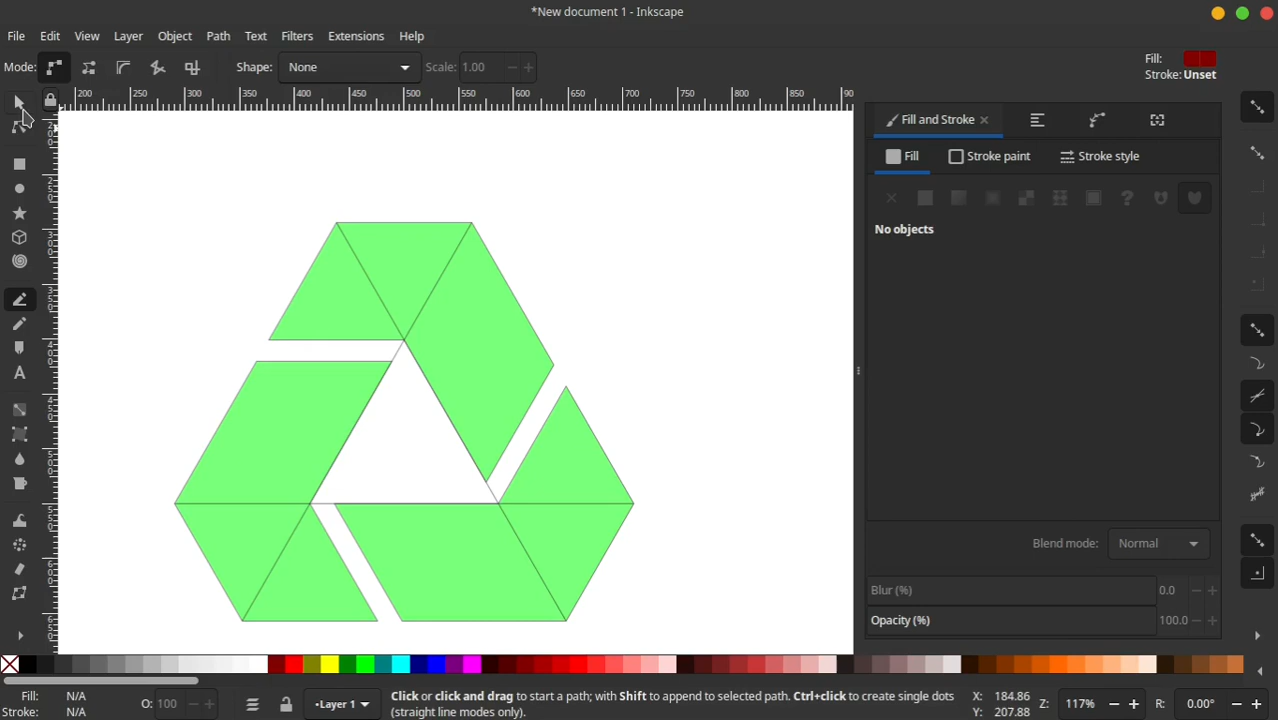 *New document 1 - Inkscape
File Edit View Layer Object Path Text Filters Extensions Help
Mode: Shape: None Scale: 1.00 Fill:
Stroke: Unset
200 250 300 350 400 450 500 550 600 650 700 750 800 850 90
Fill and Stroke
Fill Stroke paint Stroke style
No objects
Blend mode: Normal
Blur (%) 0.0
Opacity (%) 100.0
Fill: N/A
Stroke: N/A
O: 100
•Layer 1
Click or click and drag to start a path; with Shift to append to selected path. Ctrl+click to create single dots
(straight line modes only).
X: 184.86
Y: 207.88
Z: 117%
R: 0.00°